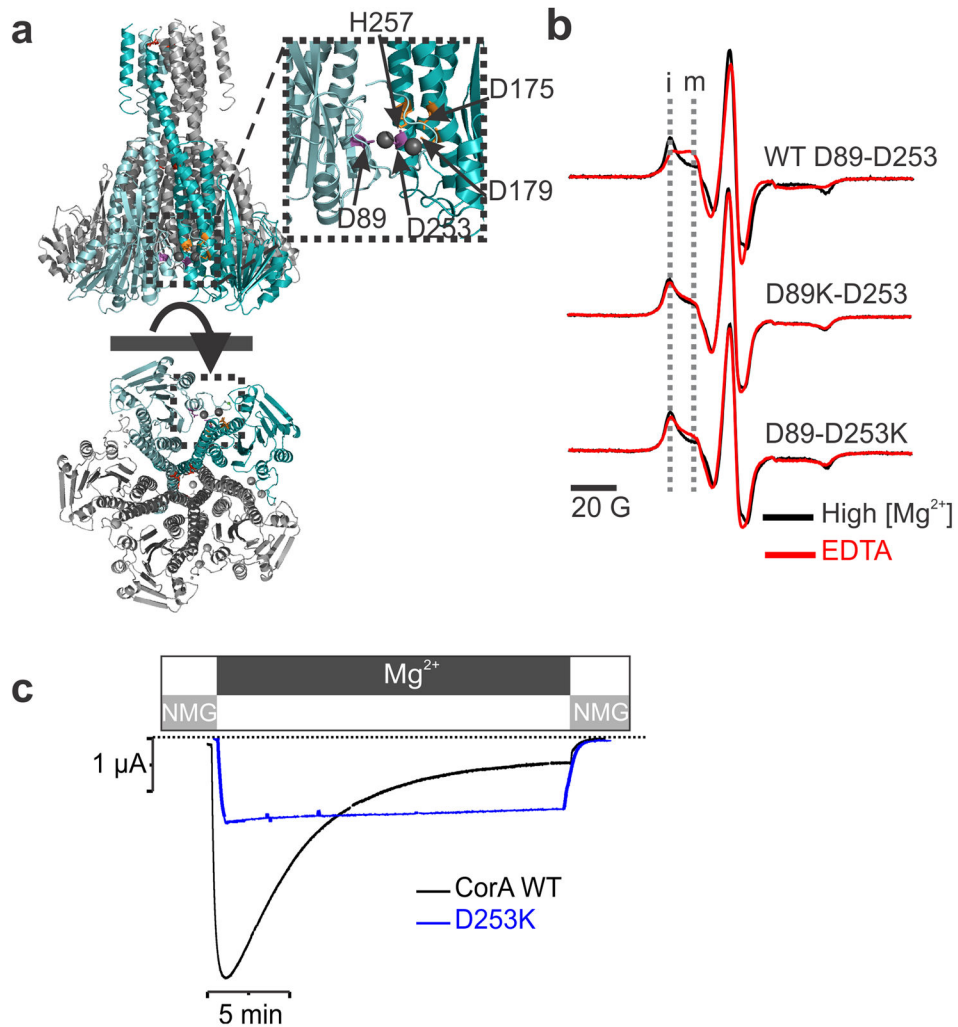 a
H257
D175
D179
D89
D253
b
i
m
WT D89-D253
D89K-D253
D89-D253K
20 G
High [Mg²⁺]
EDTA
c
Mg²⁺
NMG
NMG
1 µA
CorA WT
D253K
5 min